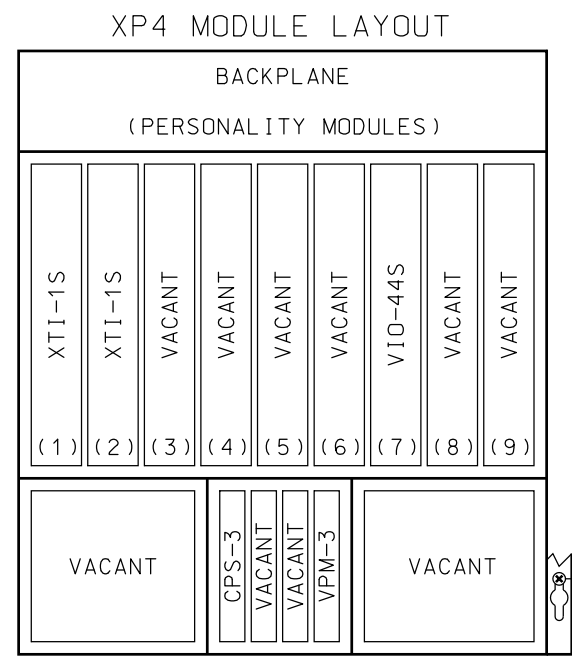 XP4 MODULE LAYOUT
BACKPLANE
(PERSONALITY MODULES)
XTI-1S
XTI-1S
VACANT
VACANT
VACANT
VACANT
VIO-44S
VACANT
VACANT
(1) (2) (3) (4) (5) (6) (7) (8) (9)
VACANT
CPS-3
VACANT
VACANT
VPM-3
VACANT